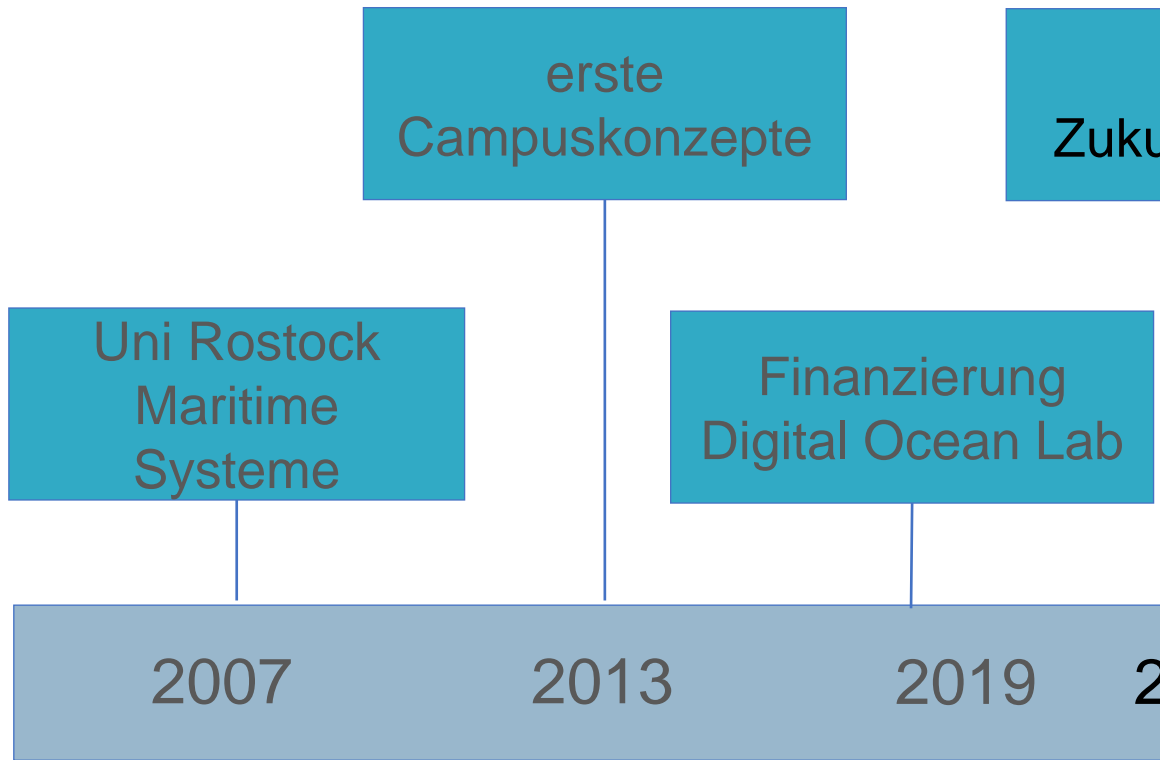 erste
Campuskonzepte
Uni Rostock
Maritime
Systeme
Finanzierung
Digital Ocean Lab
2007 2013 2019